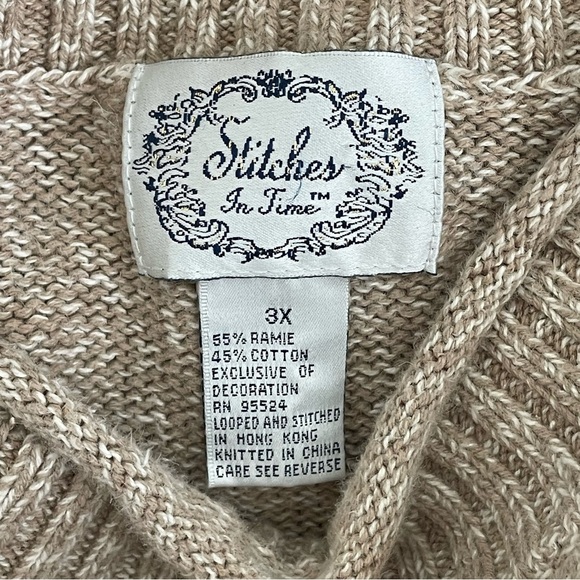 Stitches
In Time™
3X
55% RAMIE
45% COTTON
EXCLUSIVE OF
DECORATION
RN 95524
LOOPED AND STITCHED
IN HONG KONG
KNITTED IN CHINA
CARE SEE REVERSE